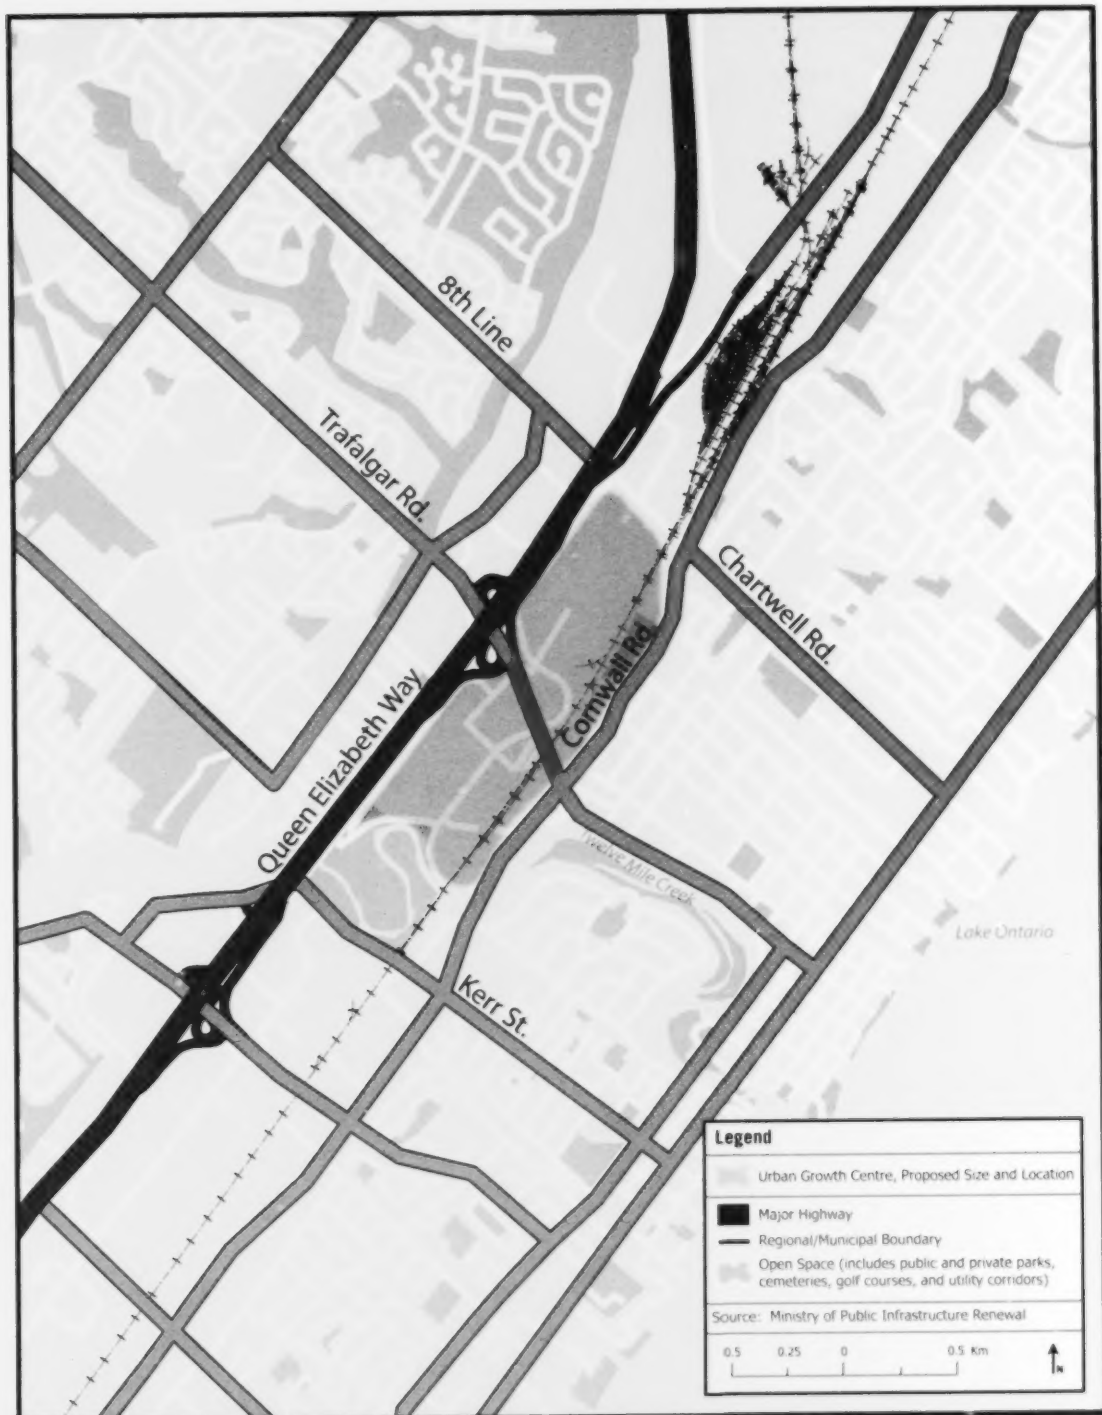 8th Line
Trafalgar Rd.
Chartwell Rd.
Cornwall Rd.
Queen Elizabeth Way
Twelve Mile Creek
Lake Ontario
Kerr St.
Legend
Urban Growth Centre, Proposed Size and Location
Major Highway
Regional/Municipal Boundary
Open Space (includes public and private parks,
cemeteries, golf courses, and utility corridors)
Source: Ministry of Public Infrastructure Renewal
0.5 0.25 0 0.5 Km
N